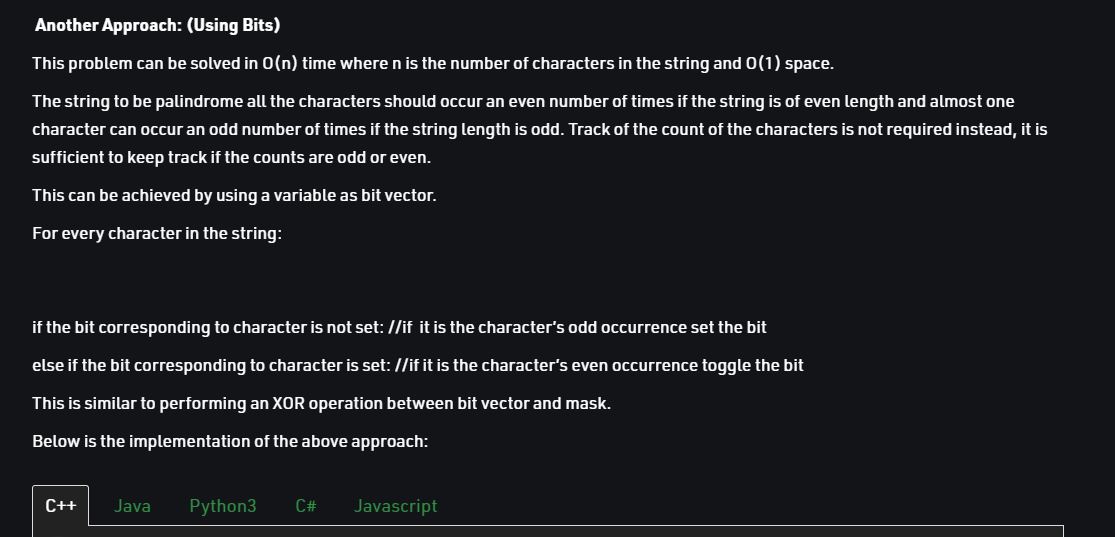 Another Approach: (Using Bits)
This problem can be solved in O(n) time where n is the number of characters in the string and O(1) space.
The string to be palindrome all the characters should occur an even number of times if the string is of even length and almost one
character can occur an odd number of times if the string length is odd. Track of the count of the characters is not required instead, it is
sufficient to keep track if the counts are odd or even.
This can be achieved by using a variable as bit vector.
For every character in the string:
if the bit corresponding to character is not set: //if  it is the character’s odd occurrence set the bit
else if the bit corresponding to character is set: //if it is the character’s even occurrence toggle the bit
This is similar to performing an XOR operation between bit vector and mask.
Below is the implementation of the above approach:
C++ Java Python3 C# Javascript